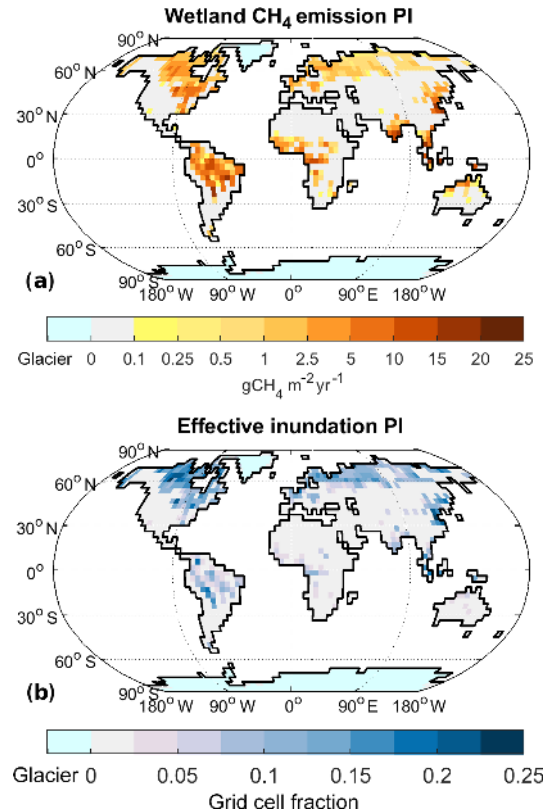 Wetland CH₄ emission PI
90° N
60° N
30° N
0°
30° S
60° S
(a)
90° S
180° W 90° W 0° 90° E 180° W
Glacier 0 0.1 0.25 0.5 1 2 5 10 15 20 25
gCH₄ m⁻²yr⁻¹
Effective inundation PI
90° N
60° N
30° N
0°
30° S
60° S
(b)
90° S
180° W 90° W 0° 90° E 180° W
Glacier 0 0.05 0.1 0.15 0.2 0.25
Grid cell fraction